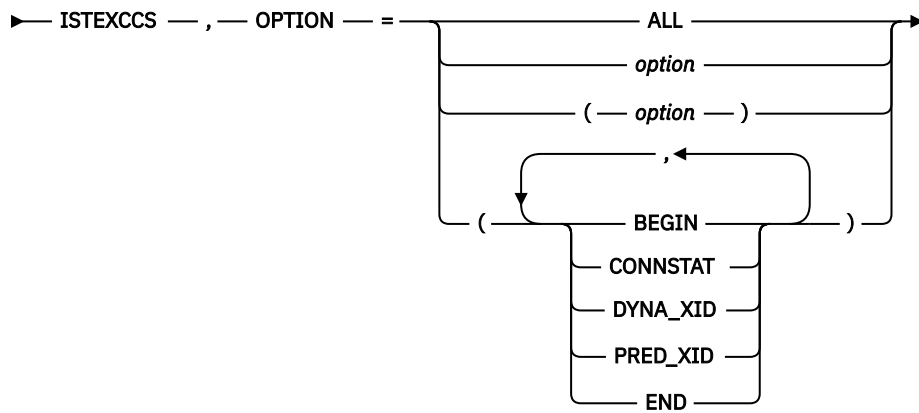 ISTEXCCS , OPTION = ALL
option
( option )
,
( BEGIN )
CONNSTAT
DYNA_XID
PRED_XID
END